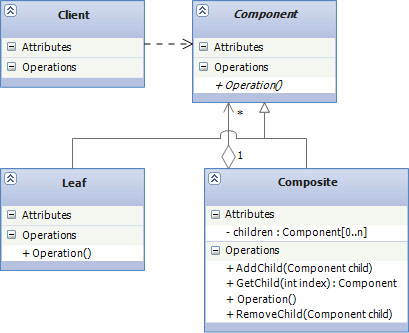 Client
Attributes
Operations
Component
Attributes
Operations
+ Operation()
*
1
Leaf
Attributes
Operations
+ Operation()
Composite
Attributes
- children : Component[0..n]
Operations
+ AddChild(Component child)
+ GetChild(int index) : Component
+ Operation()
+ RemoveChild(Component child)